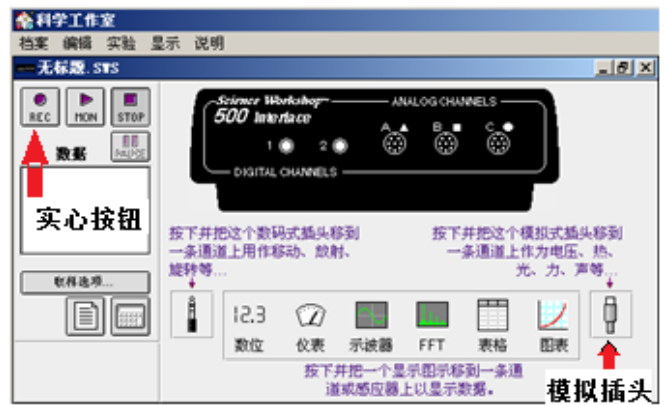 科学工作室
档案 编辑 实验 显示 说明
无标题.SWS
REC MON STOP
数据 PAUSE
实心按钮
取样选项...
Science Workshop
500 Interface
ANALOG CHANNELS
A B C
1 2
DIGITAL CHANNELS
按下并把这个数码式插头移到
一条通道上用作移动、放射、
旋转等...
按下并把这个模拟式插头移到
一条通道上作为电压、热、
光、力、声等...
12.3
数位 仪表 示波器 FFT 表格 图表
按下并把一个显示图示移到一条通
道或感应器上以显示数据。
模拟插头